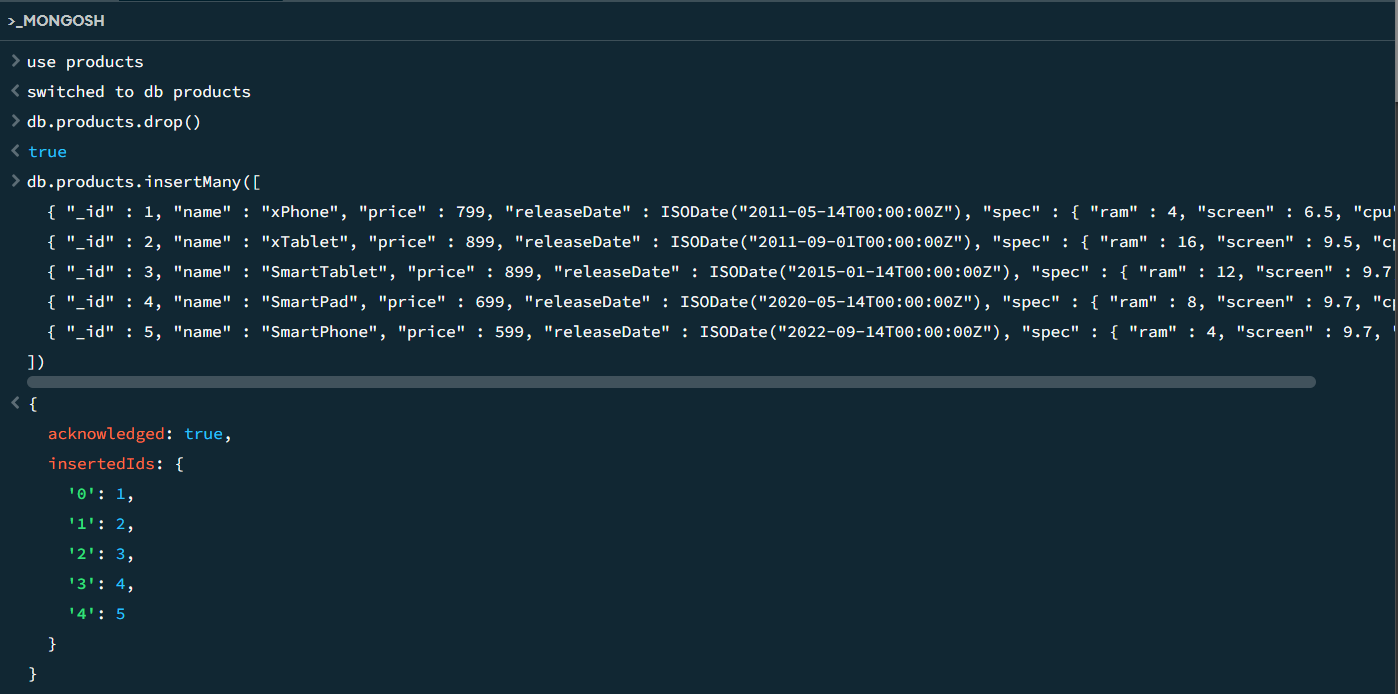 >_MONGOSH
> use products
< switched to db products
> db.products.drop()
< true
> db.products.insertMany([
{ "_id" : 1, "name" : "xPhone", "price" : 799, "releaseDate" : ISODate("2011-05-14T00:00:00Z"), "spec" : { "ram" : 4, "screen" : 6.5, "cpu"
{ "_id" : 2, "name" : "xTablet", "price" : 899, "releaseDate" : ISODate("2011-09-01T00:00:00Z"), "spec" : { "ram" : 16, "screen" : 9.5,
{ "_id" : 3, "name" : "SmartTablet", "price" : 899, "releaseDate" : ISODate("2015-01-14T00:00:00Z"), "spec" : { "ram" : 12, "screen" : 9.7
{ "_id" : 4, "name" : "SmartPad", "price" : 699, "releaseDate" : ISODate("2020-05-14T00:00:00Z"), "spec" : { "ram" : 8, "screen" : 9.7,
{ "_id" : 5, "name" : "SmartPhone", "price" : 599, "releaseDate" : ISODate("2022-09-14T00:00:00Z"), "spec" : { "ram" : 4, "screen" : 9.7,
])
< {
acknowledged: true,
insertedIds: {
'0': 1,
'1': 2,
'2': 3,
'3': 4,
'4': 5
}
}